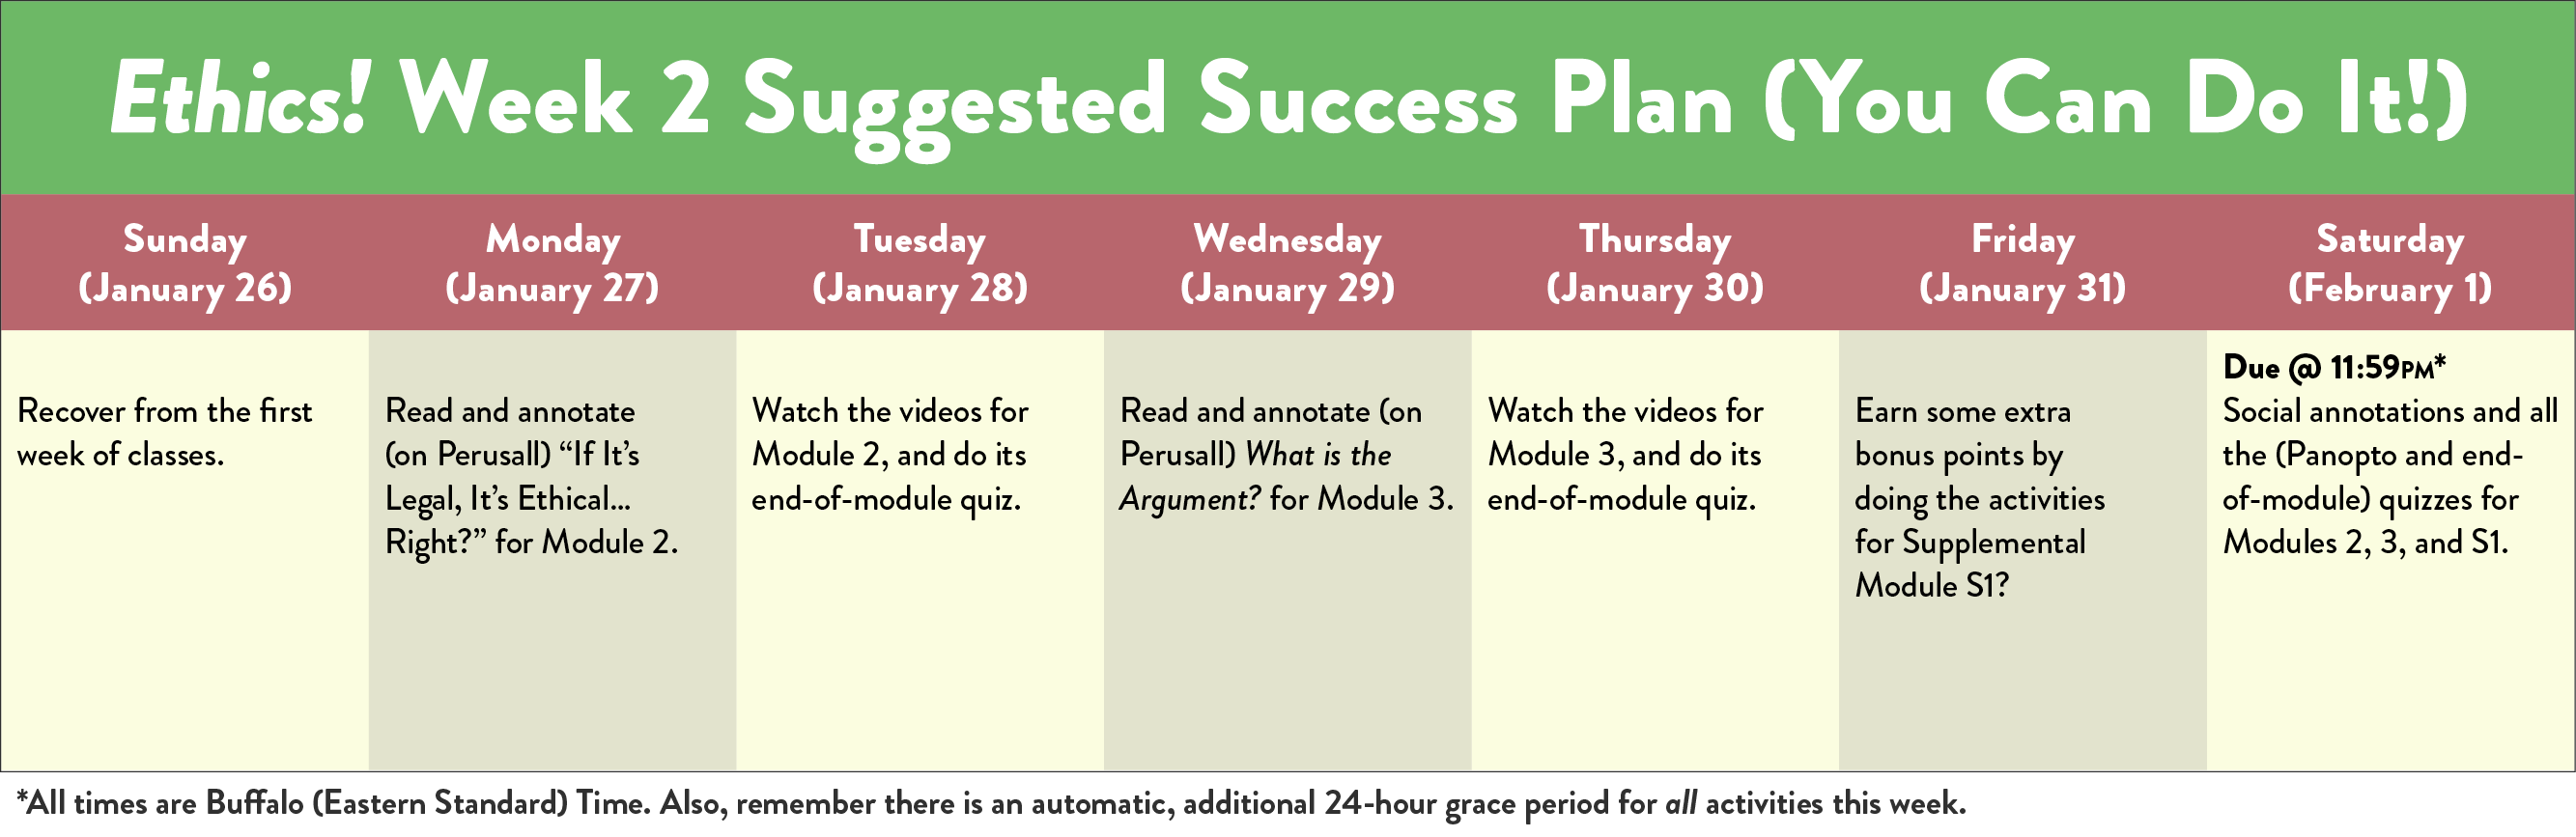 Ethics! Week 2 Suggested Success Plan (You Can Do It!)
Sunday
(January 26)
Monday
(January 27)
Tuesday
(January 28)
Wednesday
(January 29)
Thursday
(January 30)
Friday
(January 31)
Saturday
(February 1)
Recover from the first
week of classes.
Read and annotate
(on Perusall) “If It’s
Legal, It’s Ethical…
Right?” for Module 2.
Watch the videos for
Module 2, and do its
end-of-module quiz.
Read and annotate (on
Perusall) What is the
Argument? for Module 3.
Watch the videos for
Module 3, and do its
end-of-module quiz.
Earn some extra
bonus points by
doing the activities
for Supplemental
Module S1?
Due @ 11:59PM*
Social annotations and all
the (Panopto and end-
of-module) quizzes for
Modules 2, 3, and S1.
*All times are Buffalo (Eastern Standard) Time. Also, remember there is an automatic, additional 24-hour grace period for all activities this week.